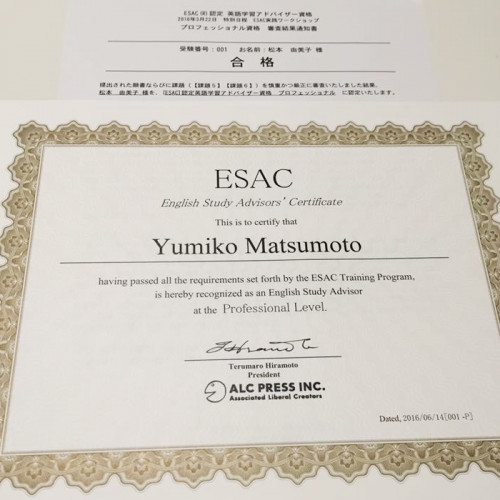 ESAC(R)認定 英語学習アドバイザー資格
2016年5月22日 特別日程 ESAC実践ワークショップ
プロフェッショナル資格 審査結果通知書
受験番号：001 お名前：松本 由美子 様
合格
提出された願書ならびに課題（【課題5】【課題6】）を慎重かつ厳正に審査いたしました結果、
松本 由美子 様を、[ESAC]認定英語学習アドバイザー資格 プロフェッショナル に認定いたします。
ESAC
English Study Advisors' Certificate
This is to certify that
Yumiko Matsumoto
having passed all the requirements set forth by the ESAC Training Program,
is hereby recognized as an English Study Advisor
at the Professional Level.
Terumaro Hiramoto
President
ALC PRESS INC.
Associated Liberal Creators
Dated, 2016/06/14[001 -P]